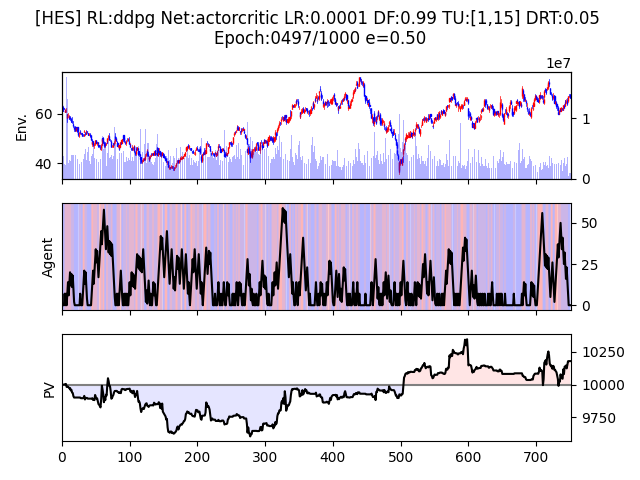 [HES] RL:ddpg Net:actorcritic LR:0.0001 DF:0.99 TU:[1,15] DRT:0.05
Epoch:0497/1000 e=0.50
1e7
Env.
60
40
1
0
Agent
50
25
0
PV
10250
10000
9750
0 100 200 300 400 500 600 700